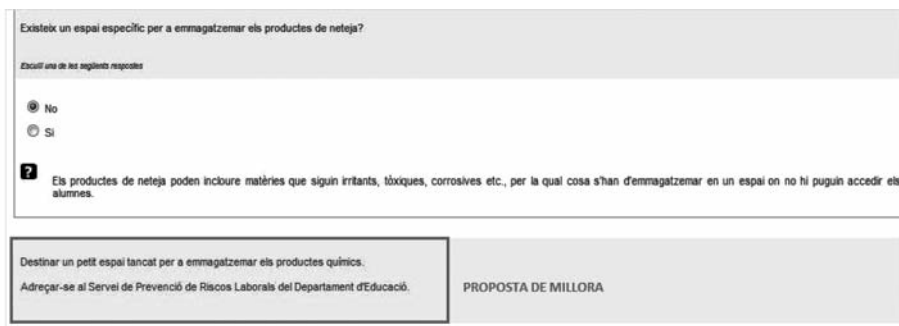 Existeix un espai específic per a emmagatzemar els productes de neteja?
Esculli una de les següents respostes
No
Si
?
Els productes de neteja poden incloure matèries que siguin irritants, tòxiques, corrosives etc., per la qual cosa s'han d'emmagatzemar en un espai on no hi puguin accedir els
alumnes.
Destinar un petit espai tancat per a emmagatzemar els productes químics.
Adreçar-se al Servei de Prevenció de Riscos Laborals del Departament d'Educació.
PROPOSTA DE MILLORA